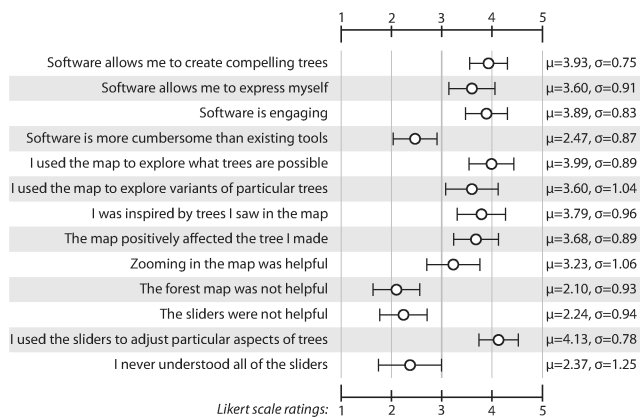 1 2 3 4 5
Software allows me to create compelling trees μ=3.93, σ=0.75
Software allows me to express myself μ=3.60, σ=0.91
Software is engaging μ=3.89, σ=0.83
Software is more cumbersome than existing tools μ=2.47, σ=0.87
I used the map to explore what trees are possible μ=3.99, σ=0.89
I used the map to explore variants of particular trees μ=3.60, σ=1.04
I was inspired by trees I saw in the map μ=3.79, σ=0.96
The map positively affected the tree I made μ=3.68, σ=0.89
Zooming in the map was helpful μ=3.23, σ=1.06
The forest map was not helpful μ=2.10, σ=0.93
The sliders were not helpful μ=2.24, σ=0.94
I used the sliders to adjust particular aspects of trees μ=4.13, σ=0.78
I never understood all of the sliders μ=2.37, σ=1.25
Likert scale ratings: 1 2 3 4 5